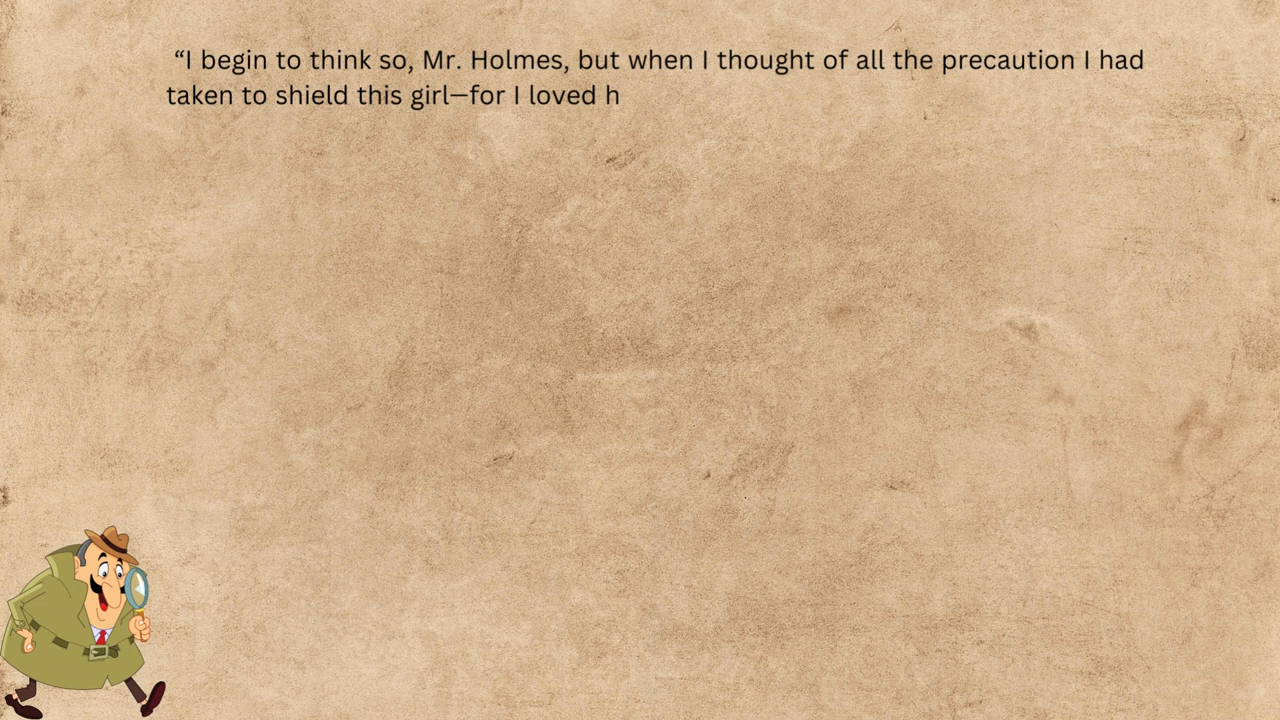 “I begin to think so, Mr. Holmes, but when I thought of all the precaution I had
taken to shield this girl—for I loved h